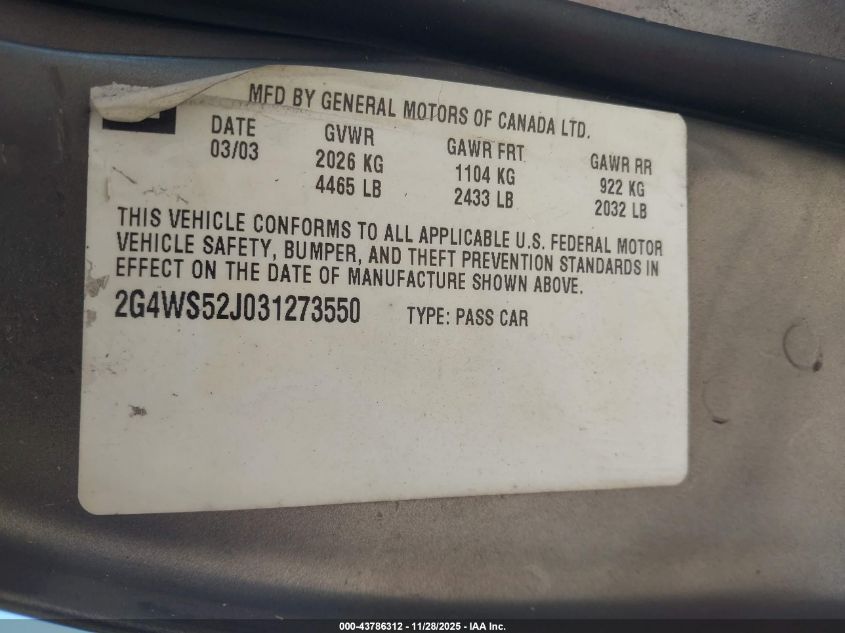 MFD BY GENERAL MOTORS OF CANADA LTD.
DATE GVWR GAWR FRT GAWR RR
03/03 2026 KG 1104 KG 922 KG
4465 LB 2433 LB 2032 LB
THIS VEHICLE CONFORMS TO ALL APPLICABLE U.S. FEDERAL MOTOR
VEHICLE SAFETY, BUMPER, AND THEFT PREVENTION STANDARDS IN
EFFECT ON THE DATE OF MANUFACTURE SHOWN ABOVE.
2G4WS52J031273550 TYPE: PASS CAR
000-43786312 - 11/28/2025 - IAA Inc.